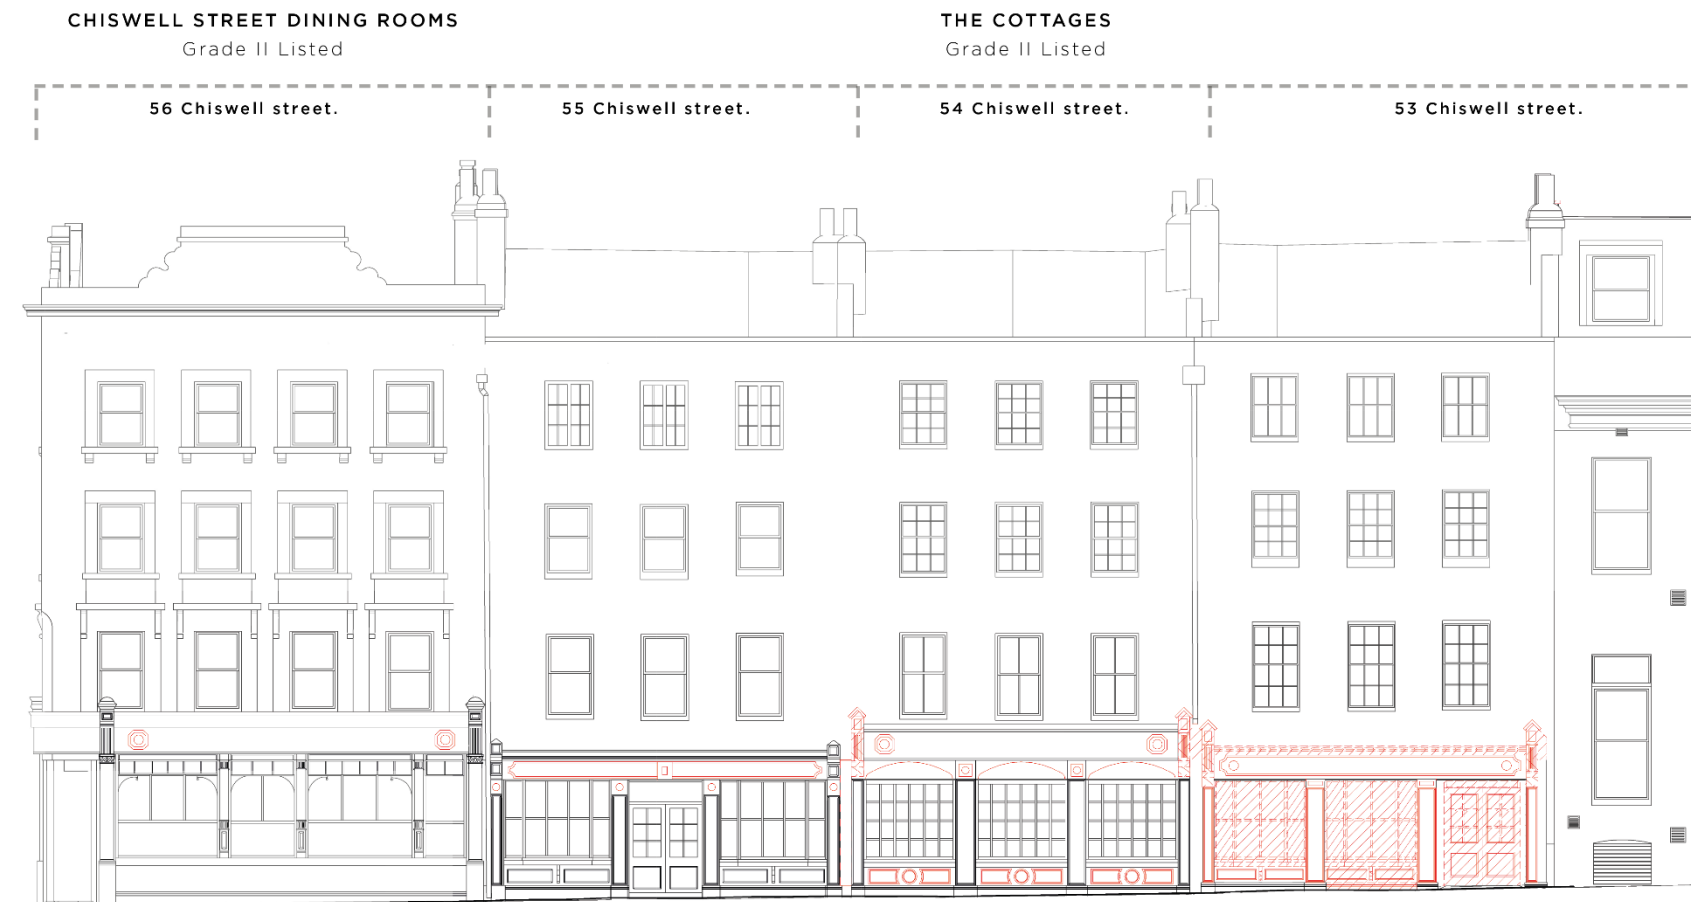 CHISWELL STREET DINING ROOMS
Grade II Listed
THE COTTAGES
Grade II Listed
56 Chiswell street.
55 Chiswell street.
54 Chiswell street.
53 Chiswell street.